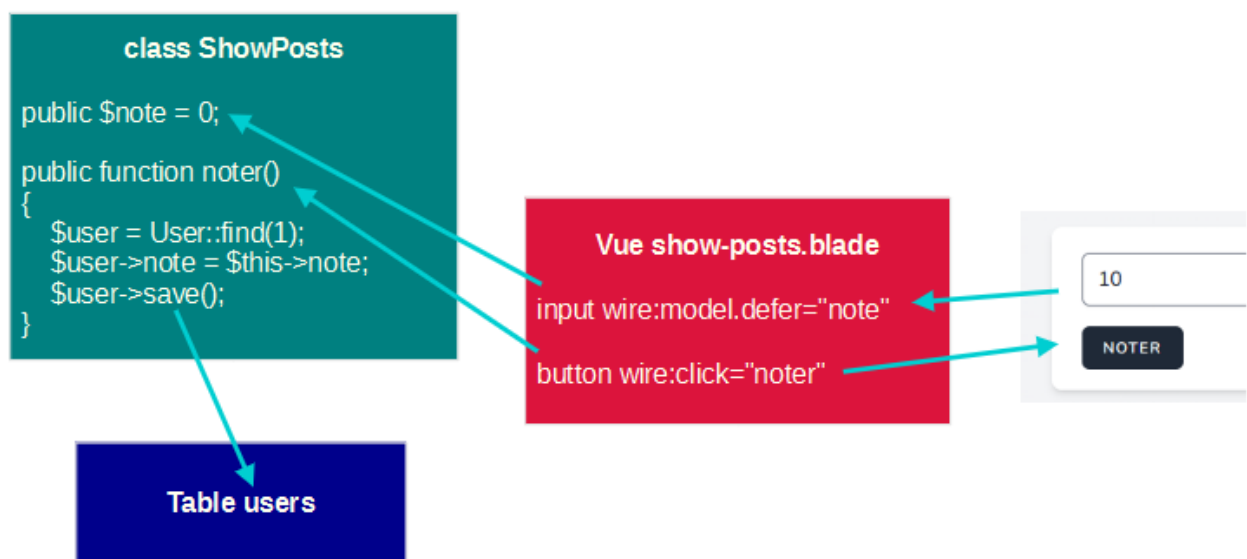 class ShowPosts
public $note = 0;
public function noter()
{
$user = User::find(1);
$user->note = $this->note;
$user->save();
}
Vue show-posts.blade
input wire:model.defer="note"
button wire:click="noter"
10
NOTER
Table users